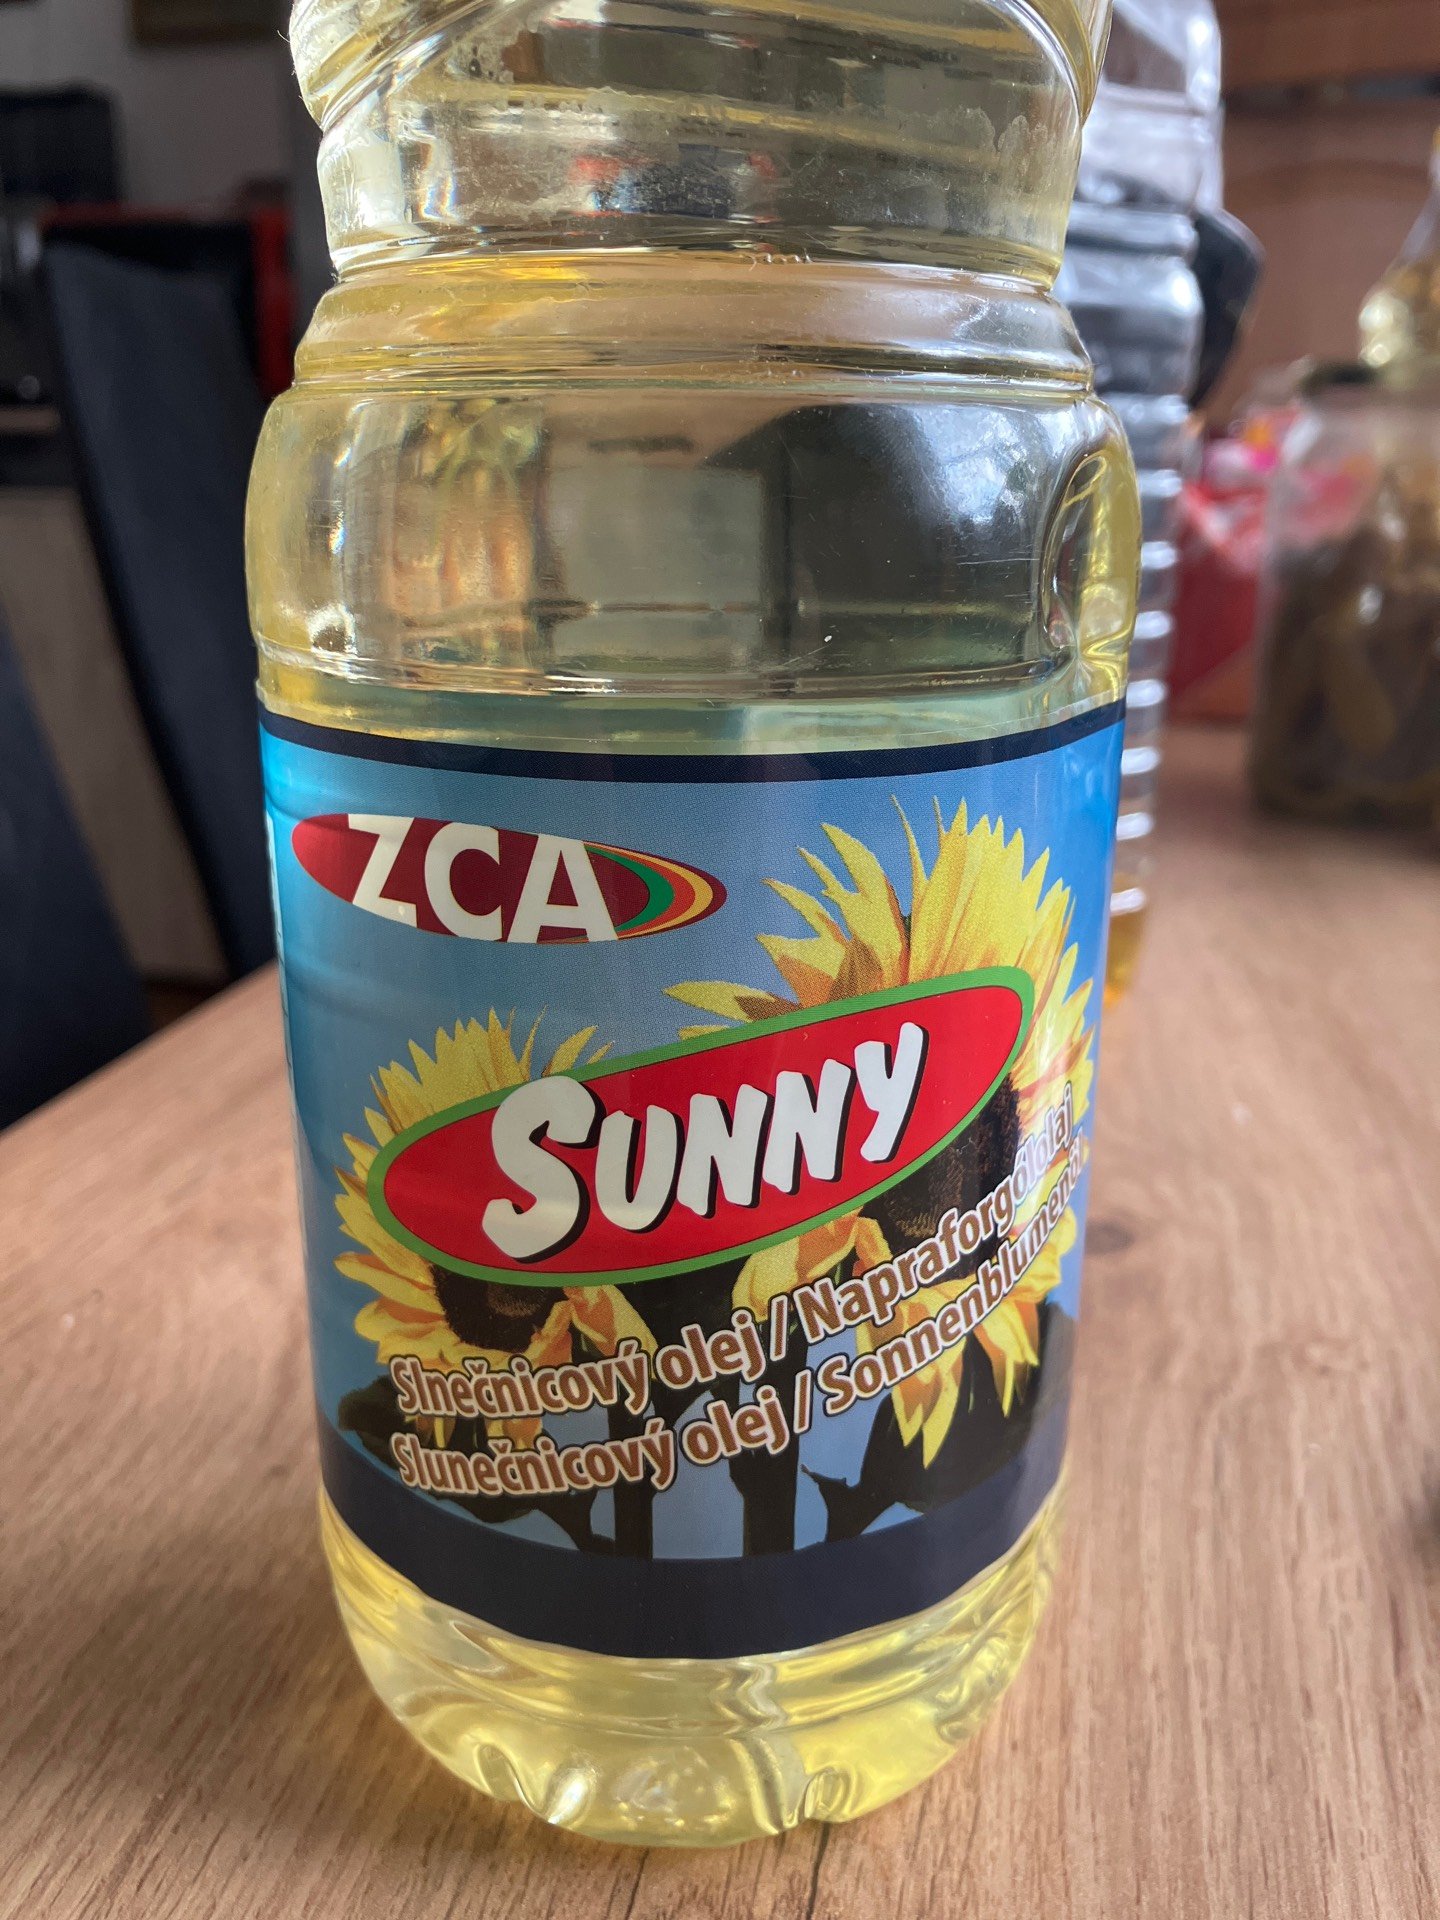 ZCA
SUNNY
Slnečnicový olej / Napraforgóolaj
Slunečnicový olej / Sonnenblumenöl